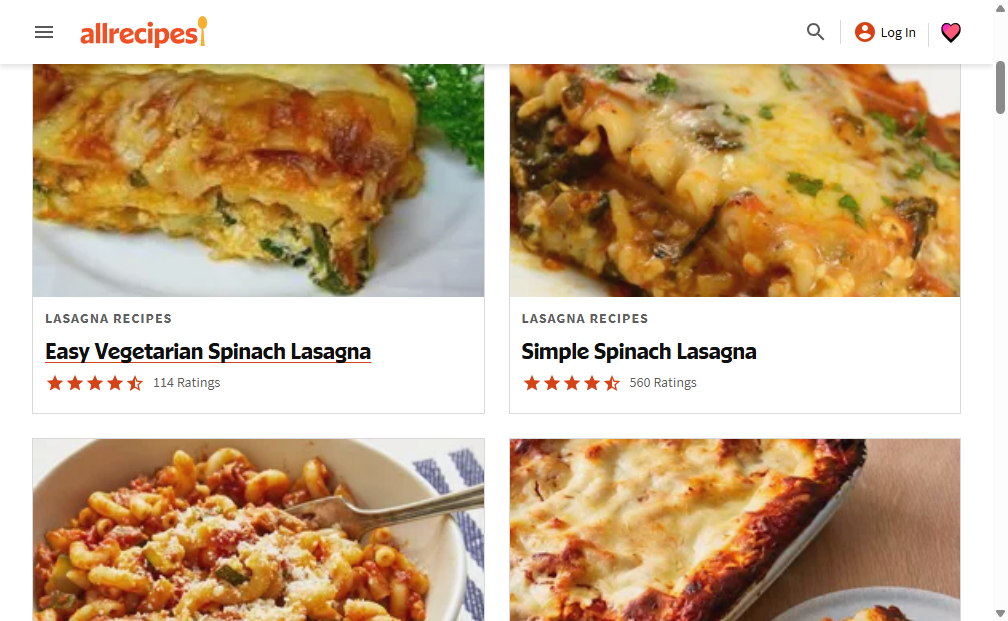 allrecipes
Log In
LASAGNA RECIPES
Easy Vegetarian Spinach Lasagna
114 Ratings
LASAGNA RECIPES
Simple Spinach Lasagna
560 Ratings